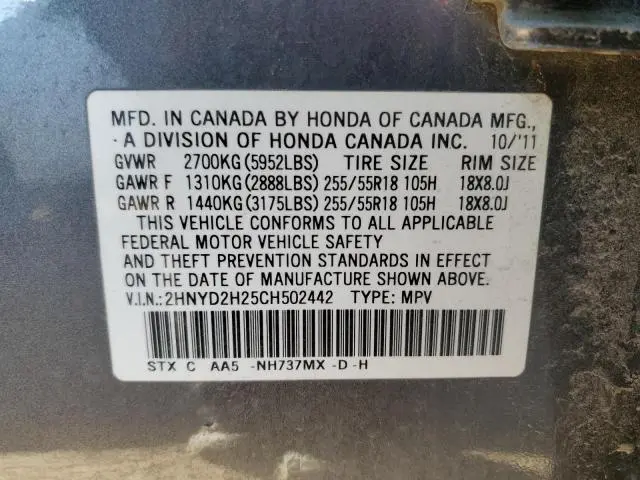 MFD. IN CANADA BY HONDA OF CANADA MFG.,
A DIVISION OF HONDA CANADA INC. 10/'11
GVWR 2700KG(5952LBS) TIRE SIZE RIM SIZE
GAWR F 1310KG(2888LBS) 255/55R18 105H 18X8.0J
GAWR R 1440KG(3175LBS) 255/55R18 105H 18X8.0J
THIS VEHICLE CONFORMS TO ALL APPLICABLE
FEDERAL MOTOR VEHICLE SAFETY
AND THEFT PREVENTION STANDARDS IN EFFECT
ON THE DATE OF MANUFACTURE SHOWN ABOVE.
V.I.N.:2HNYD2H25CH502442 TYPE: MPV
STX C AA5 -NH737MX -D -H